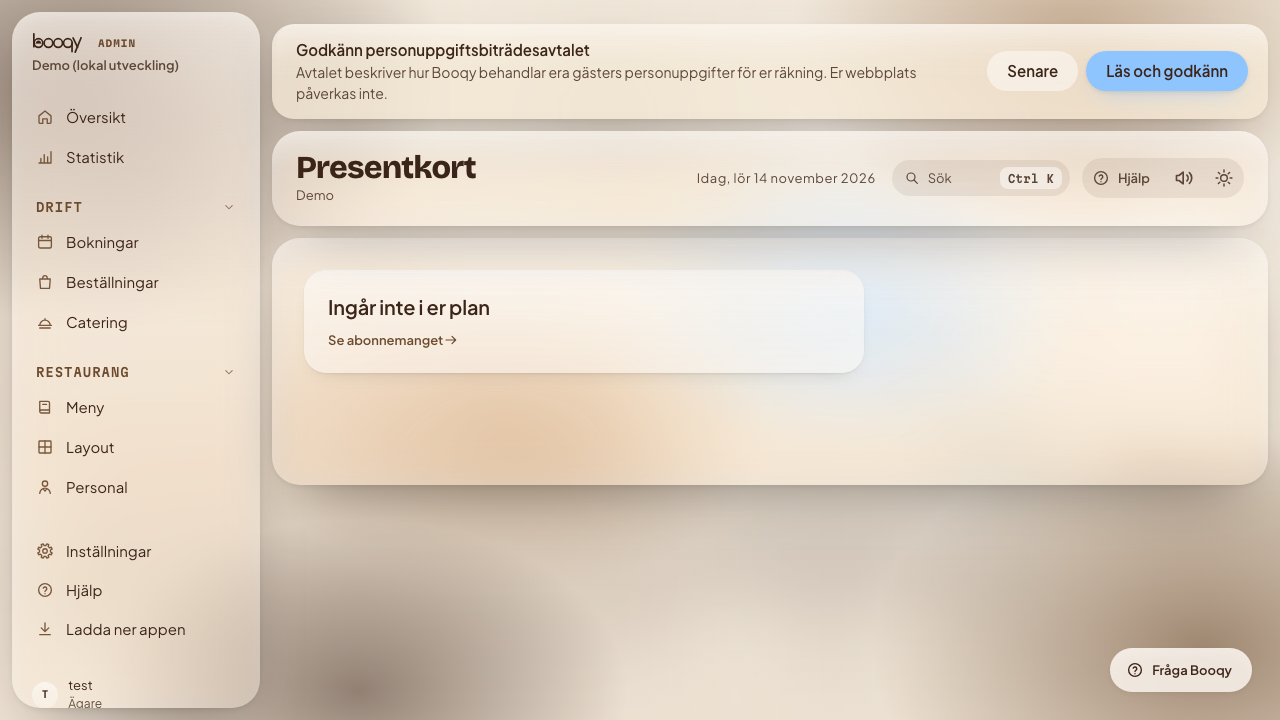 booqy ADMIN
Demo (lokal utveckling)
Översikt
Statistik
DRIFT
Bokningar
Beställningar
Catering
RESTAURANG
Meny
Layout
Personal
Inställningar
Hjälp
Ladda ner appen
T
test
Ägare
Godkänn personuppgiftsbiträdesavtalet
Avtalet beskriver hur Booqy behandlar era gästers personuppgifter för er räkning. Er webbplats
påverkas inte.
Senare
Läs och godkänn
Presentkort
Demo
Idag, lör 14 november 2026
Sök
Ctrl K
Hjälp
Ingår inte i er plan
Se abonnemanget
Fråga Booqy